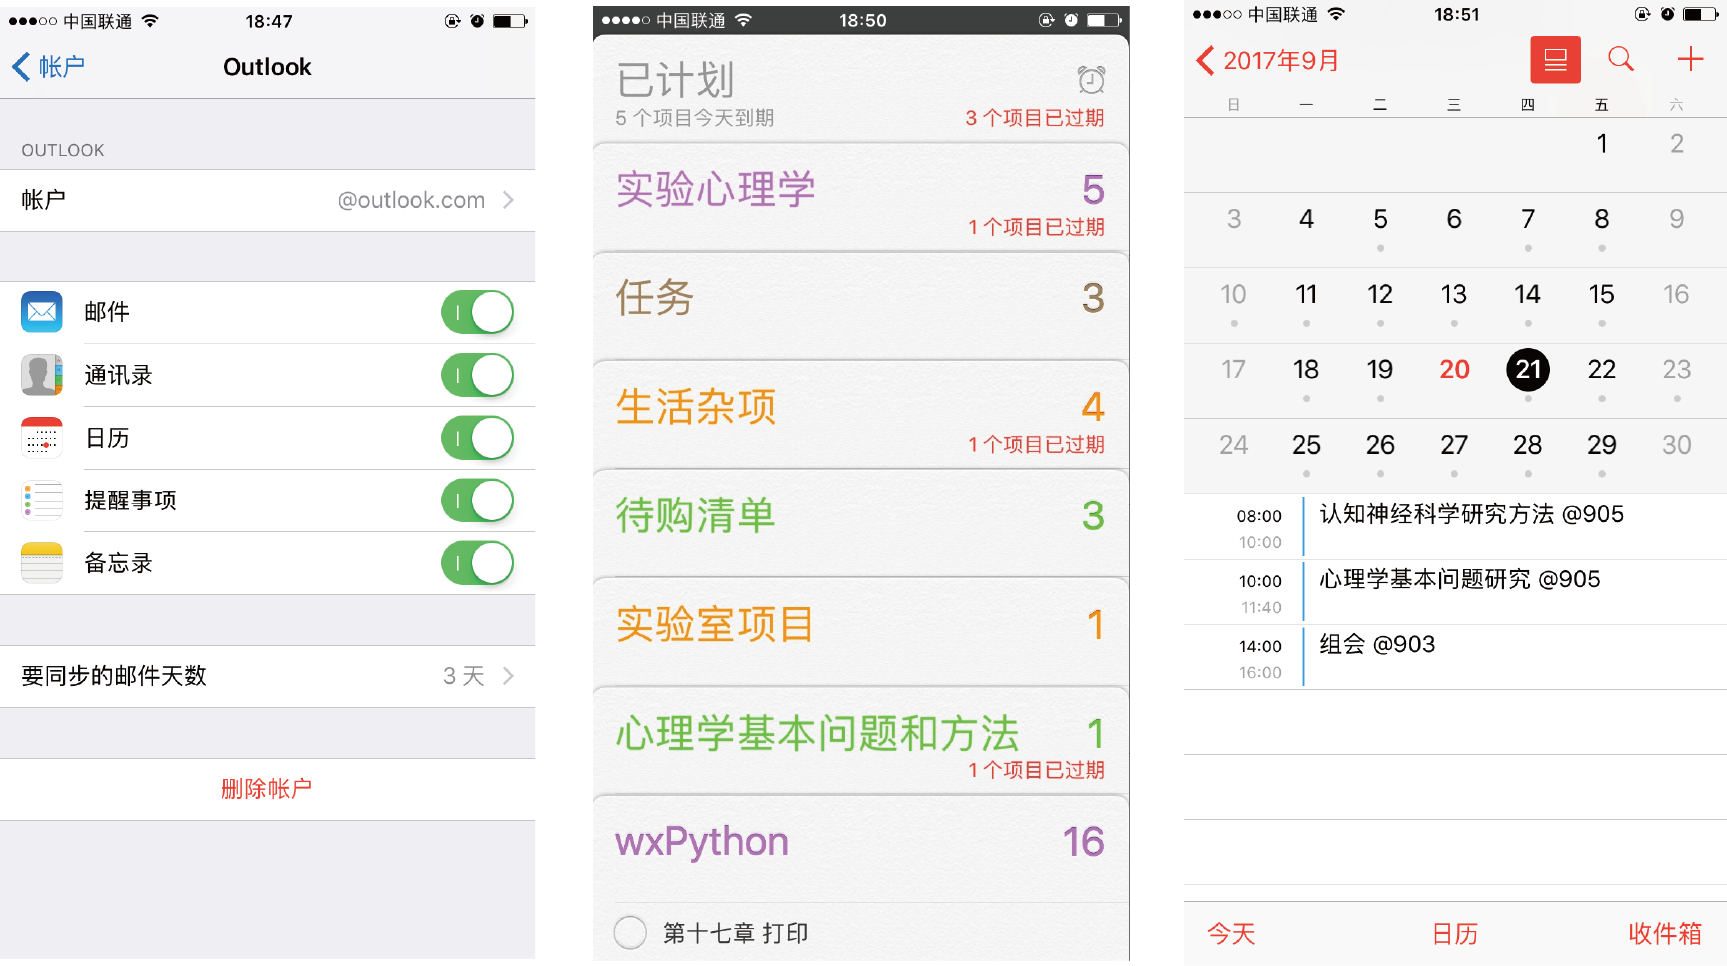 中国联通
18:47
帐户
Outlook
OUTLOOK
帐户
@outlook.com
邮件
通讯录
日历
提醒事项
备忘录
要同步的邮件天数
3 天
删除帐户
中国联通
18:50
已计划
5 个项目今天到期
3 个项目已过期
实验心理学
5
1 个项目已过期
任务
3
生活杂项
4
1 个项目已过期
待购清单
3
实验室项目
1
心理学基本问题和方法
1
1 个项目已过期
wxPython
16
第十七章 打印
中国联通
18:51
2017年9月
日 一 二 三 四 五 六
1 2
3 4 5 6 7 8 9
10 11 12 13 14 15 16
17 18 19 20 21 22 23
24 25 26 27 28 29 30
08:00 认知神经科学研究方法 @905
10:00
10:00 心理学基本问题研究 @905
11:40
14:00 组会 @903
16:00
今天
日历
收件箱